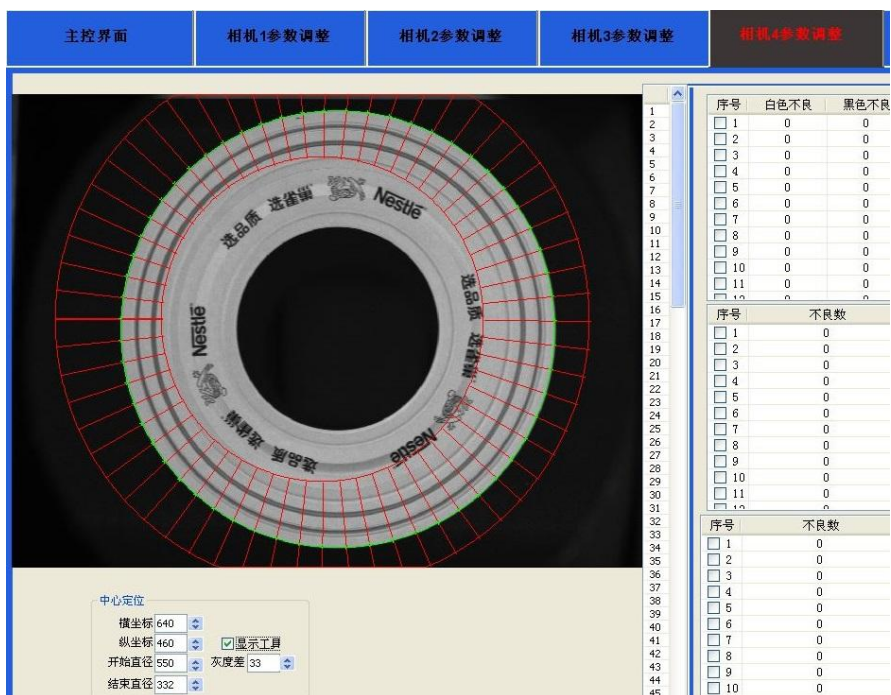 主控界面 相机1参数调整 相机2参数调整 相机3参数调整 相机4参数调整
选品质 选雀巢 Nestlé
选品质 选雀巢 Nestlé
选品质 选雀巢 Nestlé
1
2
3
4
5
6
7
8
9
10
11
12
13
14
15
16
17
18
19
20
21
22
23
24
25
26
27
28
29
30
31
32
33
34
35
36
37
38
39
40
41
42
43
44
45
序号 白色不良 黑色不良
1 0 0
2 0 0
3 0 0
4 0 0
5 0 0
6 0 0
7 0 0
8 0 0
9 0 0
10 0 0
11 0 0
12 0 0
序号 不良数
1 0
2 0
3 0
4 0
5 0
6 0
7 0
8 0
9 0
10 0
11 0
12 0
序号 不良数
1 0
2 0
3 0
4 0
5 0
6 0
7 0
8 0
9 0
10 0
中心定位
横坐标 640
纵坐标 460 显示工具
开始直径 550 灰度差 33
结束直径 332